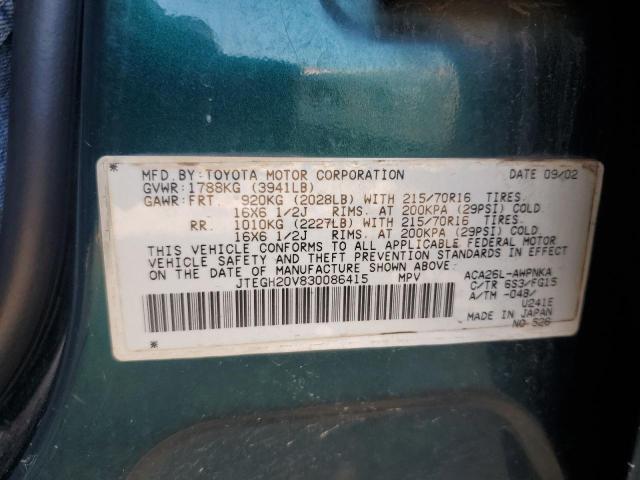 MFD.BY:TOYOTA MOTOR CORPORATION DATE 09/02
GVWR:1788KG (3941LB)
GAWR:FRT. 920KG (2028LB) WITH 215/70R16 TIRES.
16X6 1/2J RIMS. AT 200KPA (29PSI) COLD
RR. 1010KG (2227LB) WITH 215/70R16 TIRES.
16X6 1/2J RIMS. AT 200KPA (29PSI) COLD
THIS VEHICLE CONFORMS TO ALL APPLICABLE FEDERAL MOTOR
VEHICLE SAFETY AND THEFT PREVENTION STANDARDS IN EFFECT
ON THE DATE OF MANUFACTURE SHOWN ABOVE.
JTEGH20V830086415 MPV ACA26L-AWPNKA
C/TR 6S3/FG15
A/TM -04B/
U241E
MADE IN JAPAN
NO 526